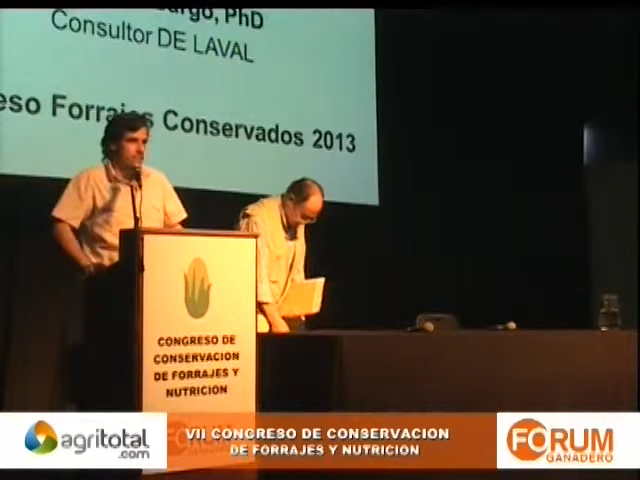 PhD
Consultor DE LAVAL
Forrajes Conservados 2013
CONGRESO DE
CONSERVACION
DE FORRAJES Y
NUTRICION
agritotal
.com
VII CONGRESO DE CONSERVACION
DE FORRAJES Y NUTRICION
FORUM
GANADERO